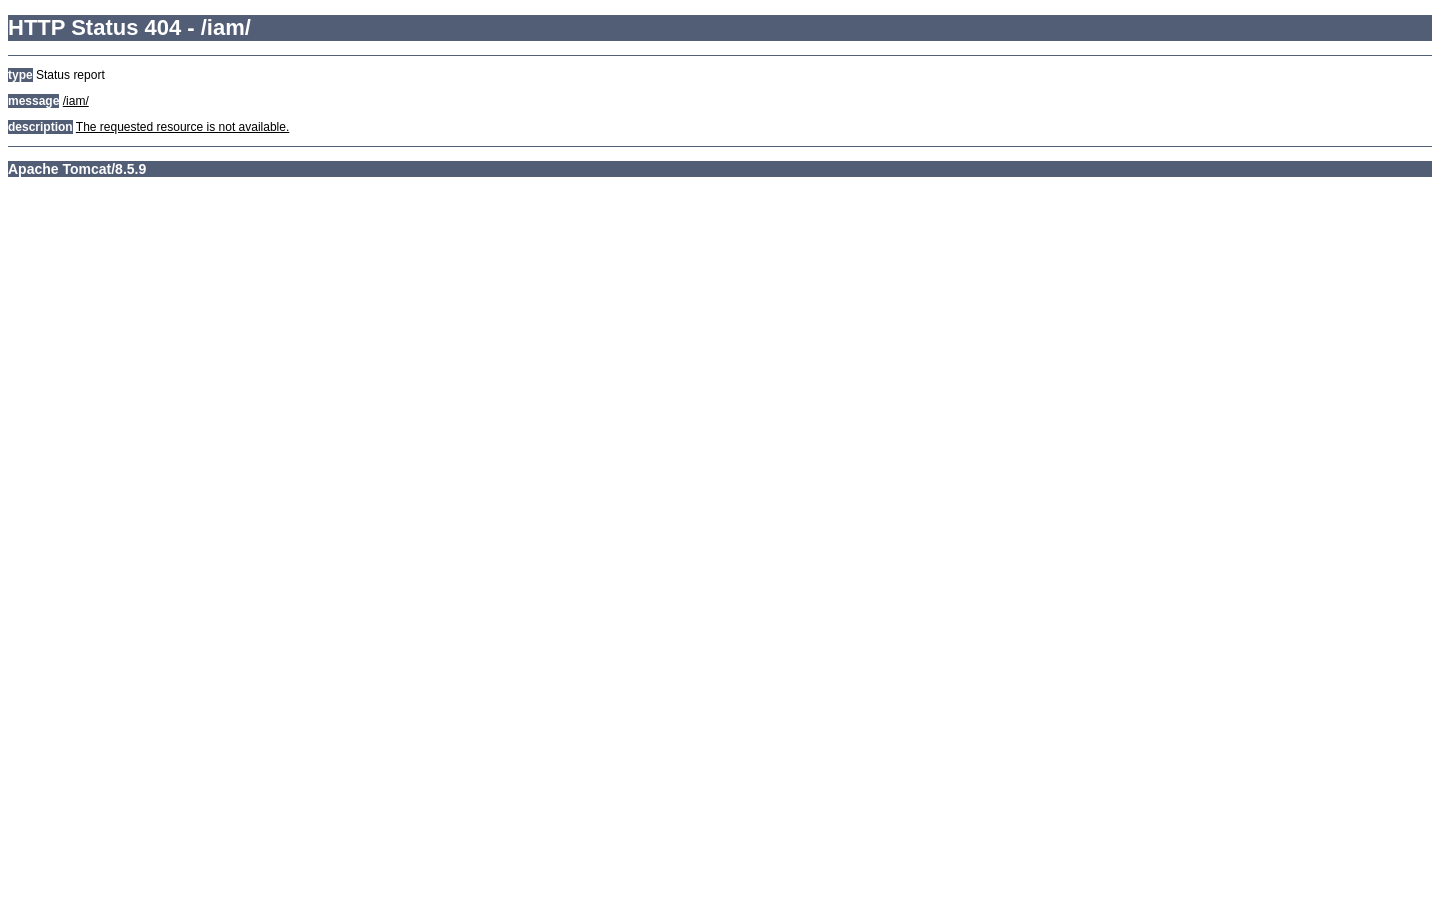 HTTP Status 404 - /iam/
type Status report
message /iam/
description The requested resource is not available.
Apache Tomcat/8.5.9